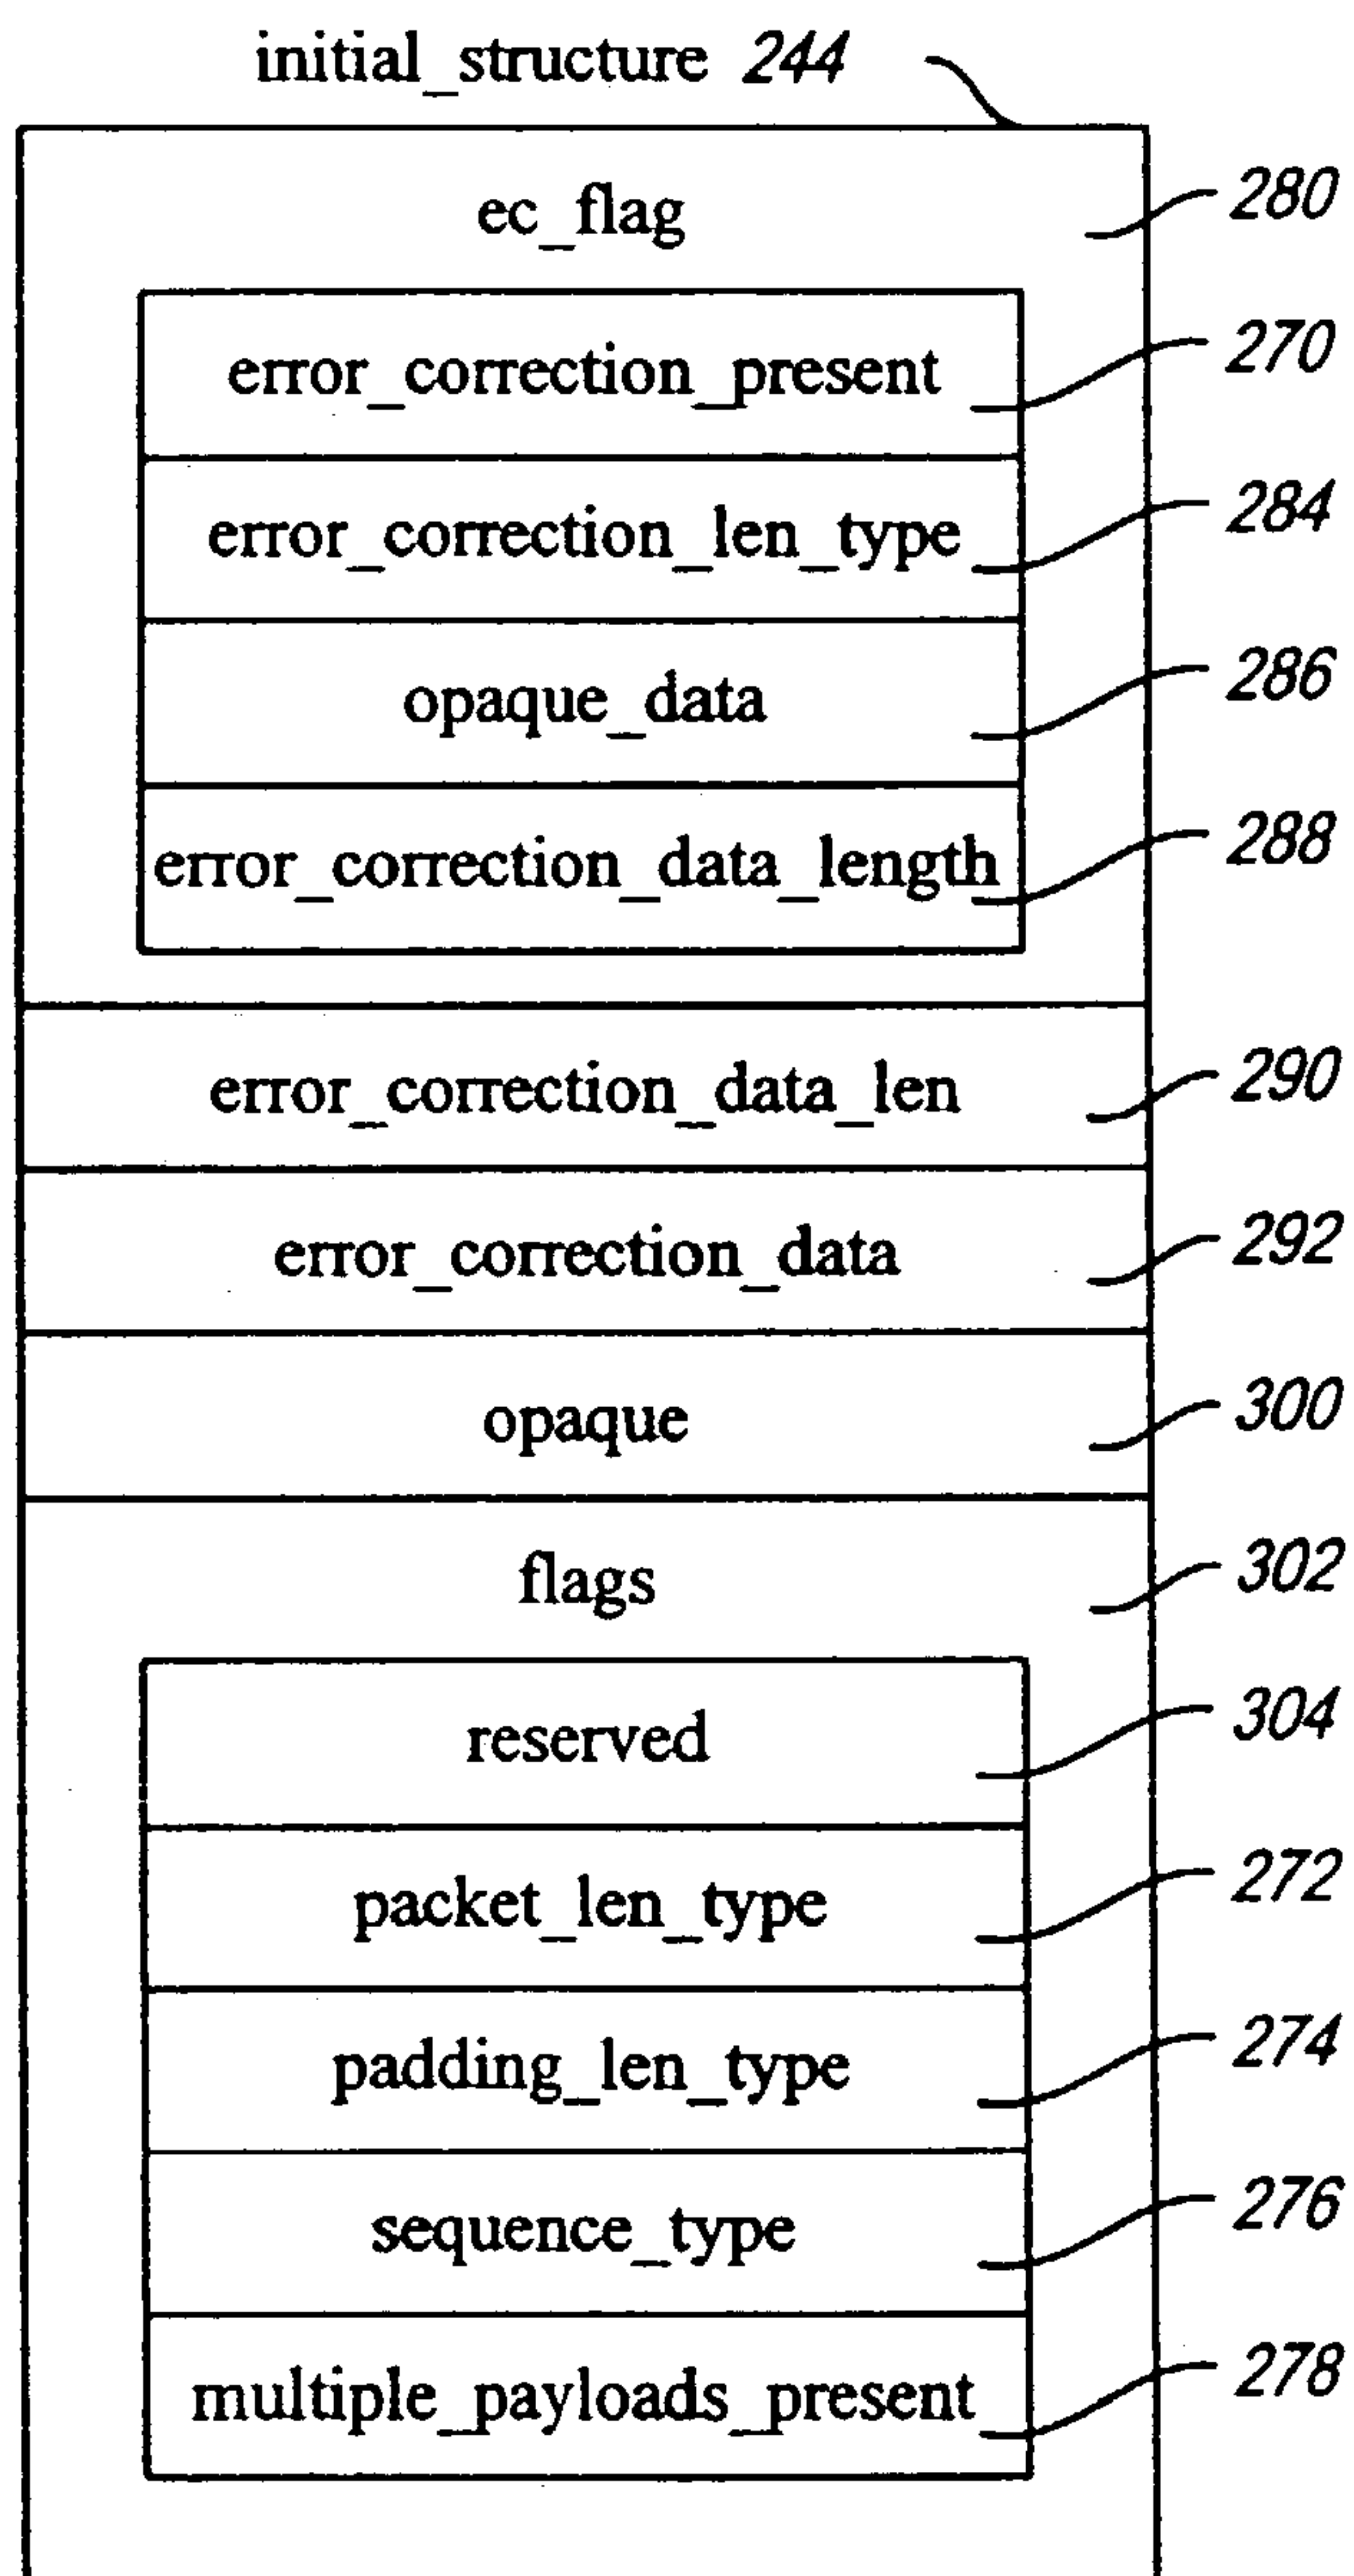 initial_structure 244
ec_flag 280
error_correction_present 270
error_correction_len_type 284
opaque_data 286
error_correction_data_length 288
error_correction_data_len 290
error_correction_data 292
opaque 300
flags 302
reserved 304
packet_len_type 272
padding_len_type 274
sequence_type 276
multiple_payloads_present 278